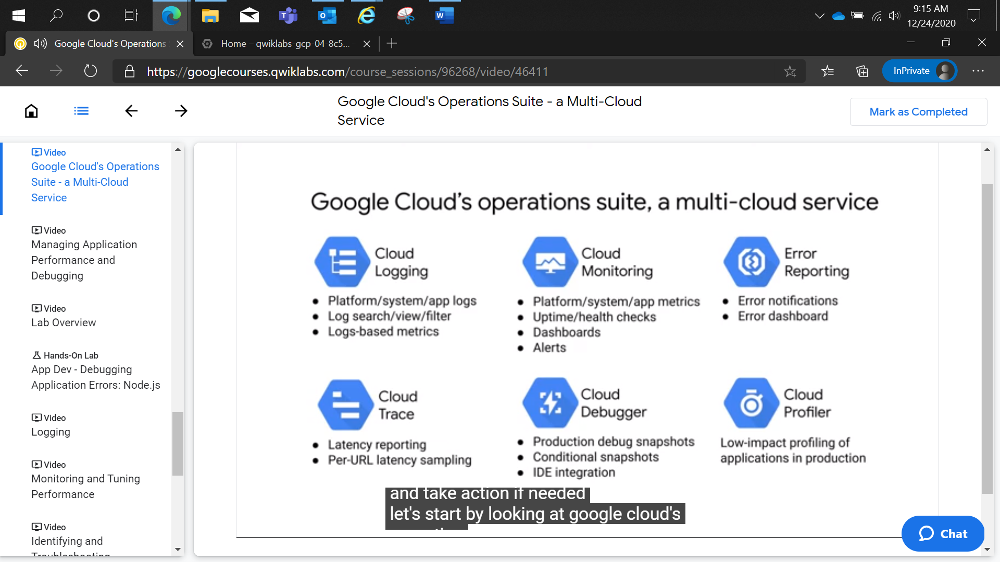 9:15 AM
12/24/2020
Google Cloud's Operations
Home – qwiklabs-gcp-04-8c5...
https://googlecourses.qwiklabs.com/course_sessions/96268/video/46411
InPrivate
Google Cloud's Operations Suite - a Multi-Cloud
Service
Mark as Completed
Video
Google Cloud's Operations
Suite - a Multi-Cloud
Service
Video
Managing Application
Performance and
Debugging
Video
Lab Overview
Hands-On Lab
App Dev - Debugging
Application Errors: Node.js
Video
Logging
Video
Monitoring and Tuning
Performance
Video
Identifying and
Troubleshooting
Google Cloud’s operations suite, a multi-cloud service
Cloud
Logging
● Platform/system/app logs
● Log search/view/filter
● Logs-based metrics
Cloud
Monitoring
● Platform/system/app metrics
● Uptime/health checks
● Dashboards
● Alerts
Error
Reporting
● Error notifications
● Error dashboard
Cloud
Trace
● Latency reporting
● Per-URL latency sampling
Cloud
Debugger
● Production debug snapshots
● Conditional snapshots
● IDE integration
Cloud
Profiler
Low-impact profiling of
applications in production
and take action if needed
let's start by looking at google cloud's
Chat